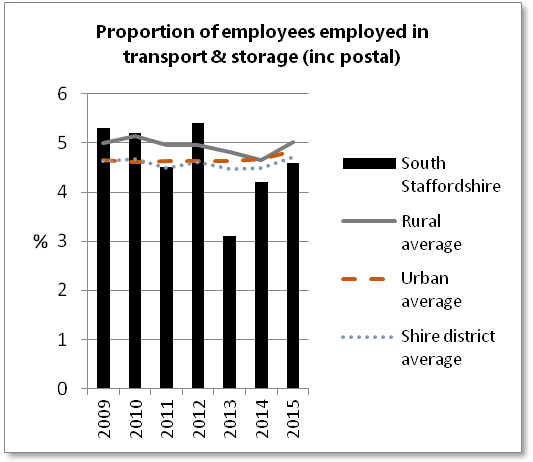 Proportion of employees employed in
transport & storage (inc postal)
6
5
4
3
2
1
0
%
2009
2010
2011
2012
2013
2014
2015
South
Staffordshire
Rural
average
Urban
average
Shire district
average